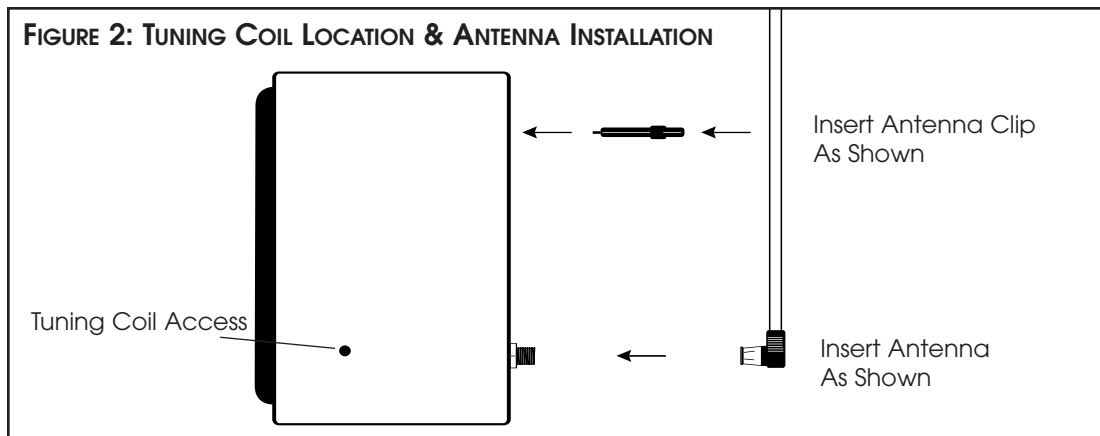 FIGURE 2: TUNING COIL LOCATION & ANTENNA INSTALLATION
Insert Antenna Clip
As Shown
Tuning Coil Access
Insert Antenna
As Shown